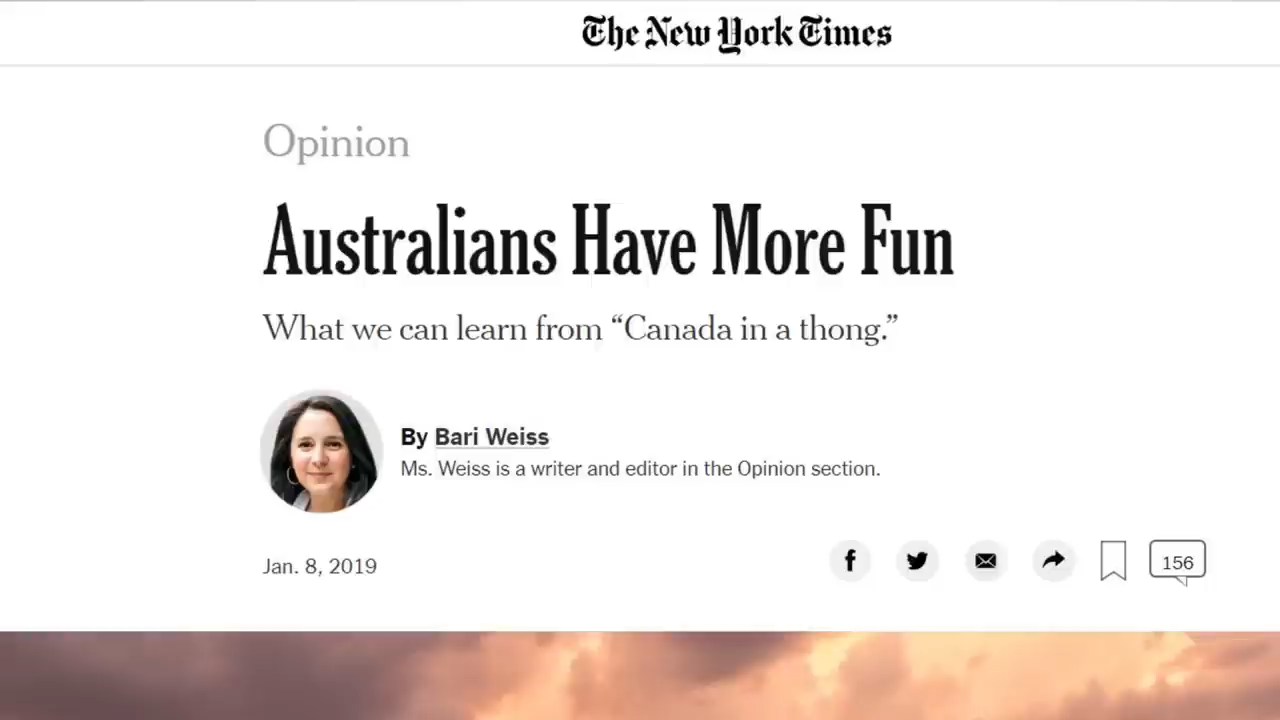 The New York Times
Opinion
Australians Have More Fun
What we can learn from “Canada in a thong.”
By Bari Weiss
Ms. Weiss is a writer and editor in the Opinion section.
Jan. 8, 2019
156